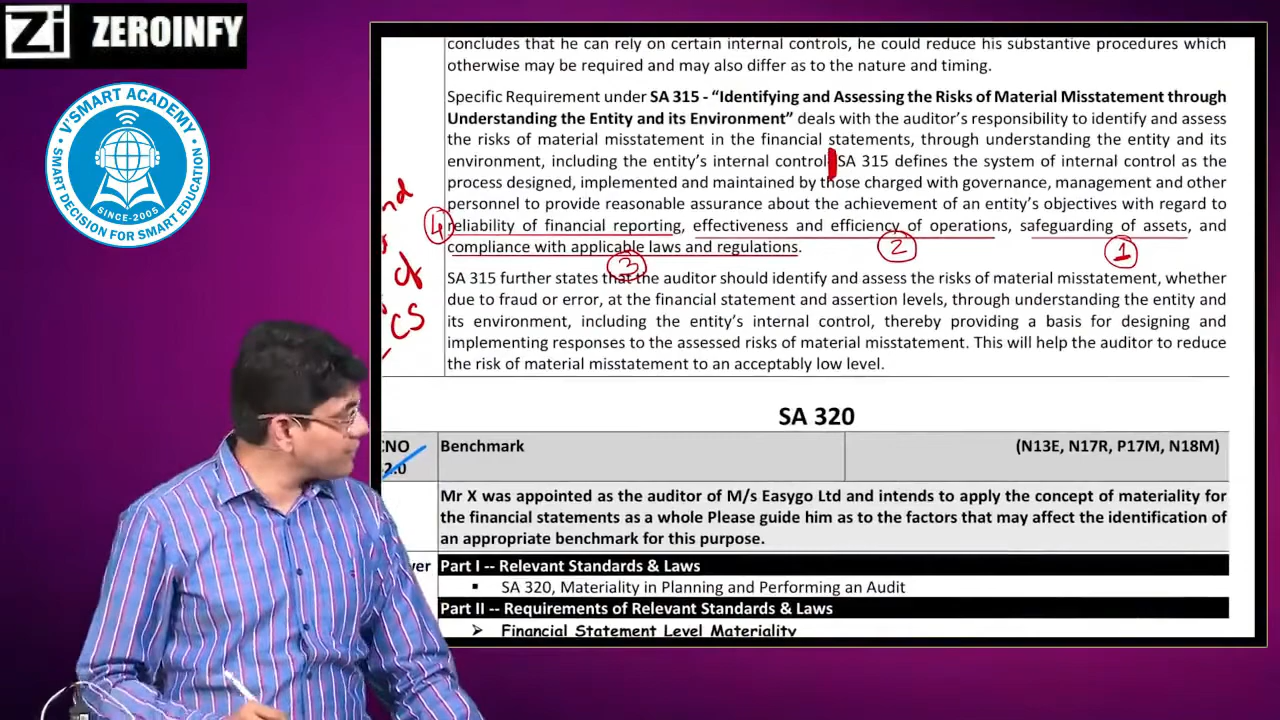 Zi ZEROINFY
V'SMART ACADEMY
SINCE-2005
SMART DECISION FOR SMART EDUCATION
concludes that he can rely on certain internal controls, he could reduce his substantive procedures which
otherwise may be required and may also differ as to the nature and timing.
Specific Requirement under SA 315 - “Identifying and Assessing the Risks of Material Misstatement through
Understanding the Entity and its Environment” deals with the auditor’s responsibility to identify and assess
the risks of material misstatement in the financial statements, through understanding the entity and its
environment, including the entity’s internal control SA 315 defines the system of internal control as the
process designed, implemented and maintained by those charged with governance, management and other
personnel to provide reasonable assurance about the achievement of an entity’s objectives with regard to
④ reliability of financial reporting, effectiveness and efficiency of operations, safeguarding of assets, and
compliance with applicable laws and regulations. ② ①
③
of
CS
SA 315 further states that the auditor should identify and assess the risks of material misstatement, whether
due to fraud or error, at the financial statement and assertion levels, through understanding the entity and
its environment, including the entity’s internal control, thereby providing a basis for designing and
implementing responses to the assessed risks of material misstatement. This will help the auditor to reduce
the risk of material misstatement to an acceptably low level.
SA 320
Benchmark (N13E, N17R, P17M, N18M)
2.0
Mr X was appointed as the auditor of M/s Easygo Ltd and intends to apply the concept of materiality for
the financial statements as a whole Please guide him as to the factors that may affect the identification of
an appropriate benchmark for this purpose.
Part I -- Relevant Standards & Laws
▪ SA 320, Materiality in Planning and Performing an Audit
Part II -- Requirements of Relevant Standards & Laws
➢ Financial Statement Level Materiality